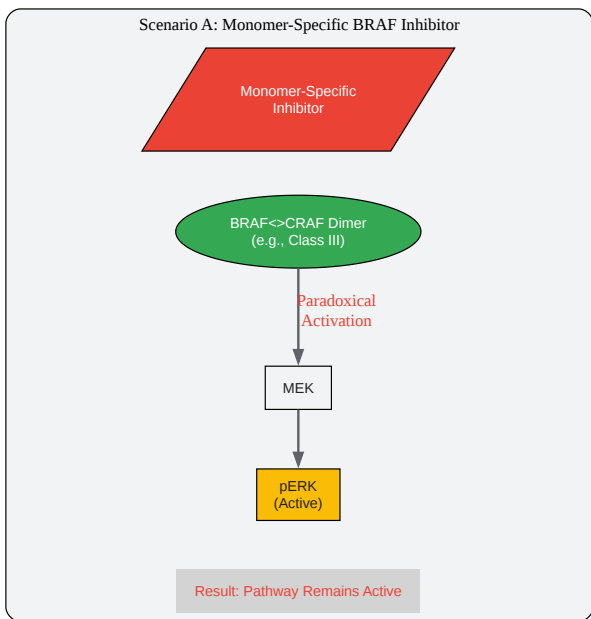 Scenario A: Monomer-Specific BRAF Inhibitor
Monomer-Specific
Inhibitor
BRAF<>CRAF Dimer
(e.g., Class III)
Paradoxical
Activation
MEK
pERK
(Active)
Result: Pathway Remains Active